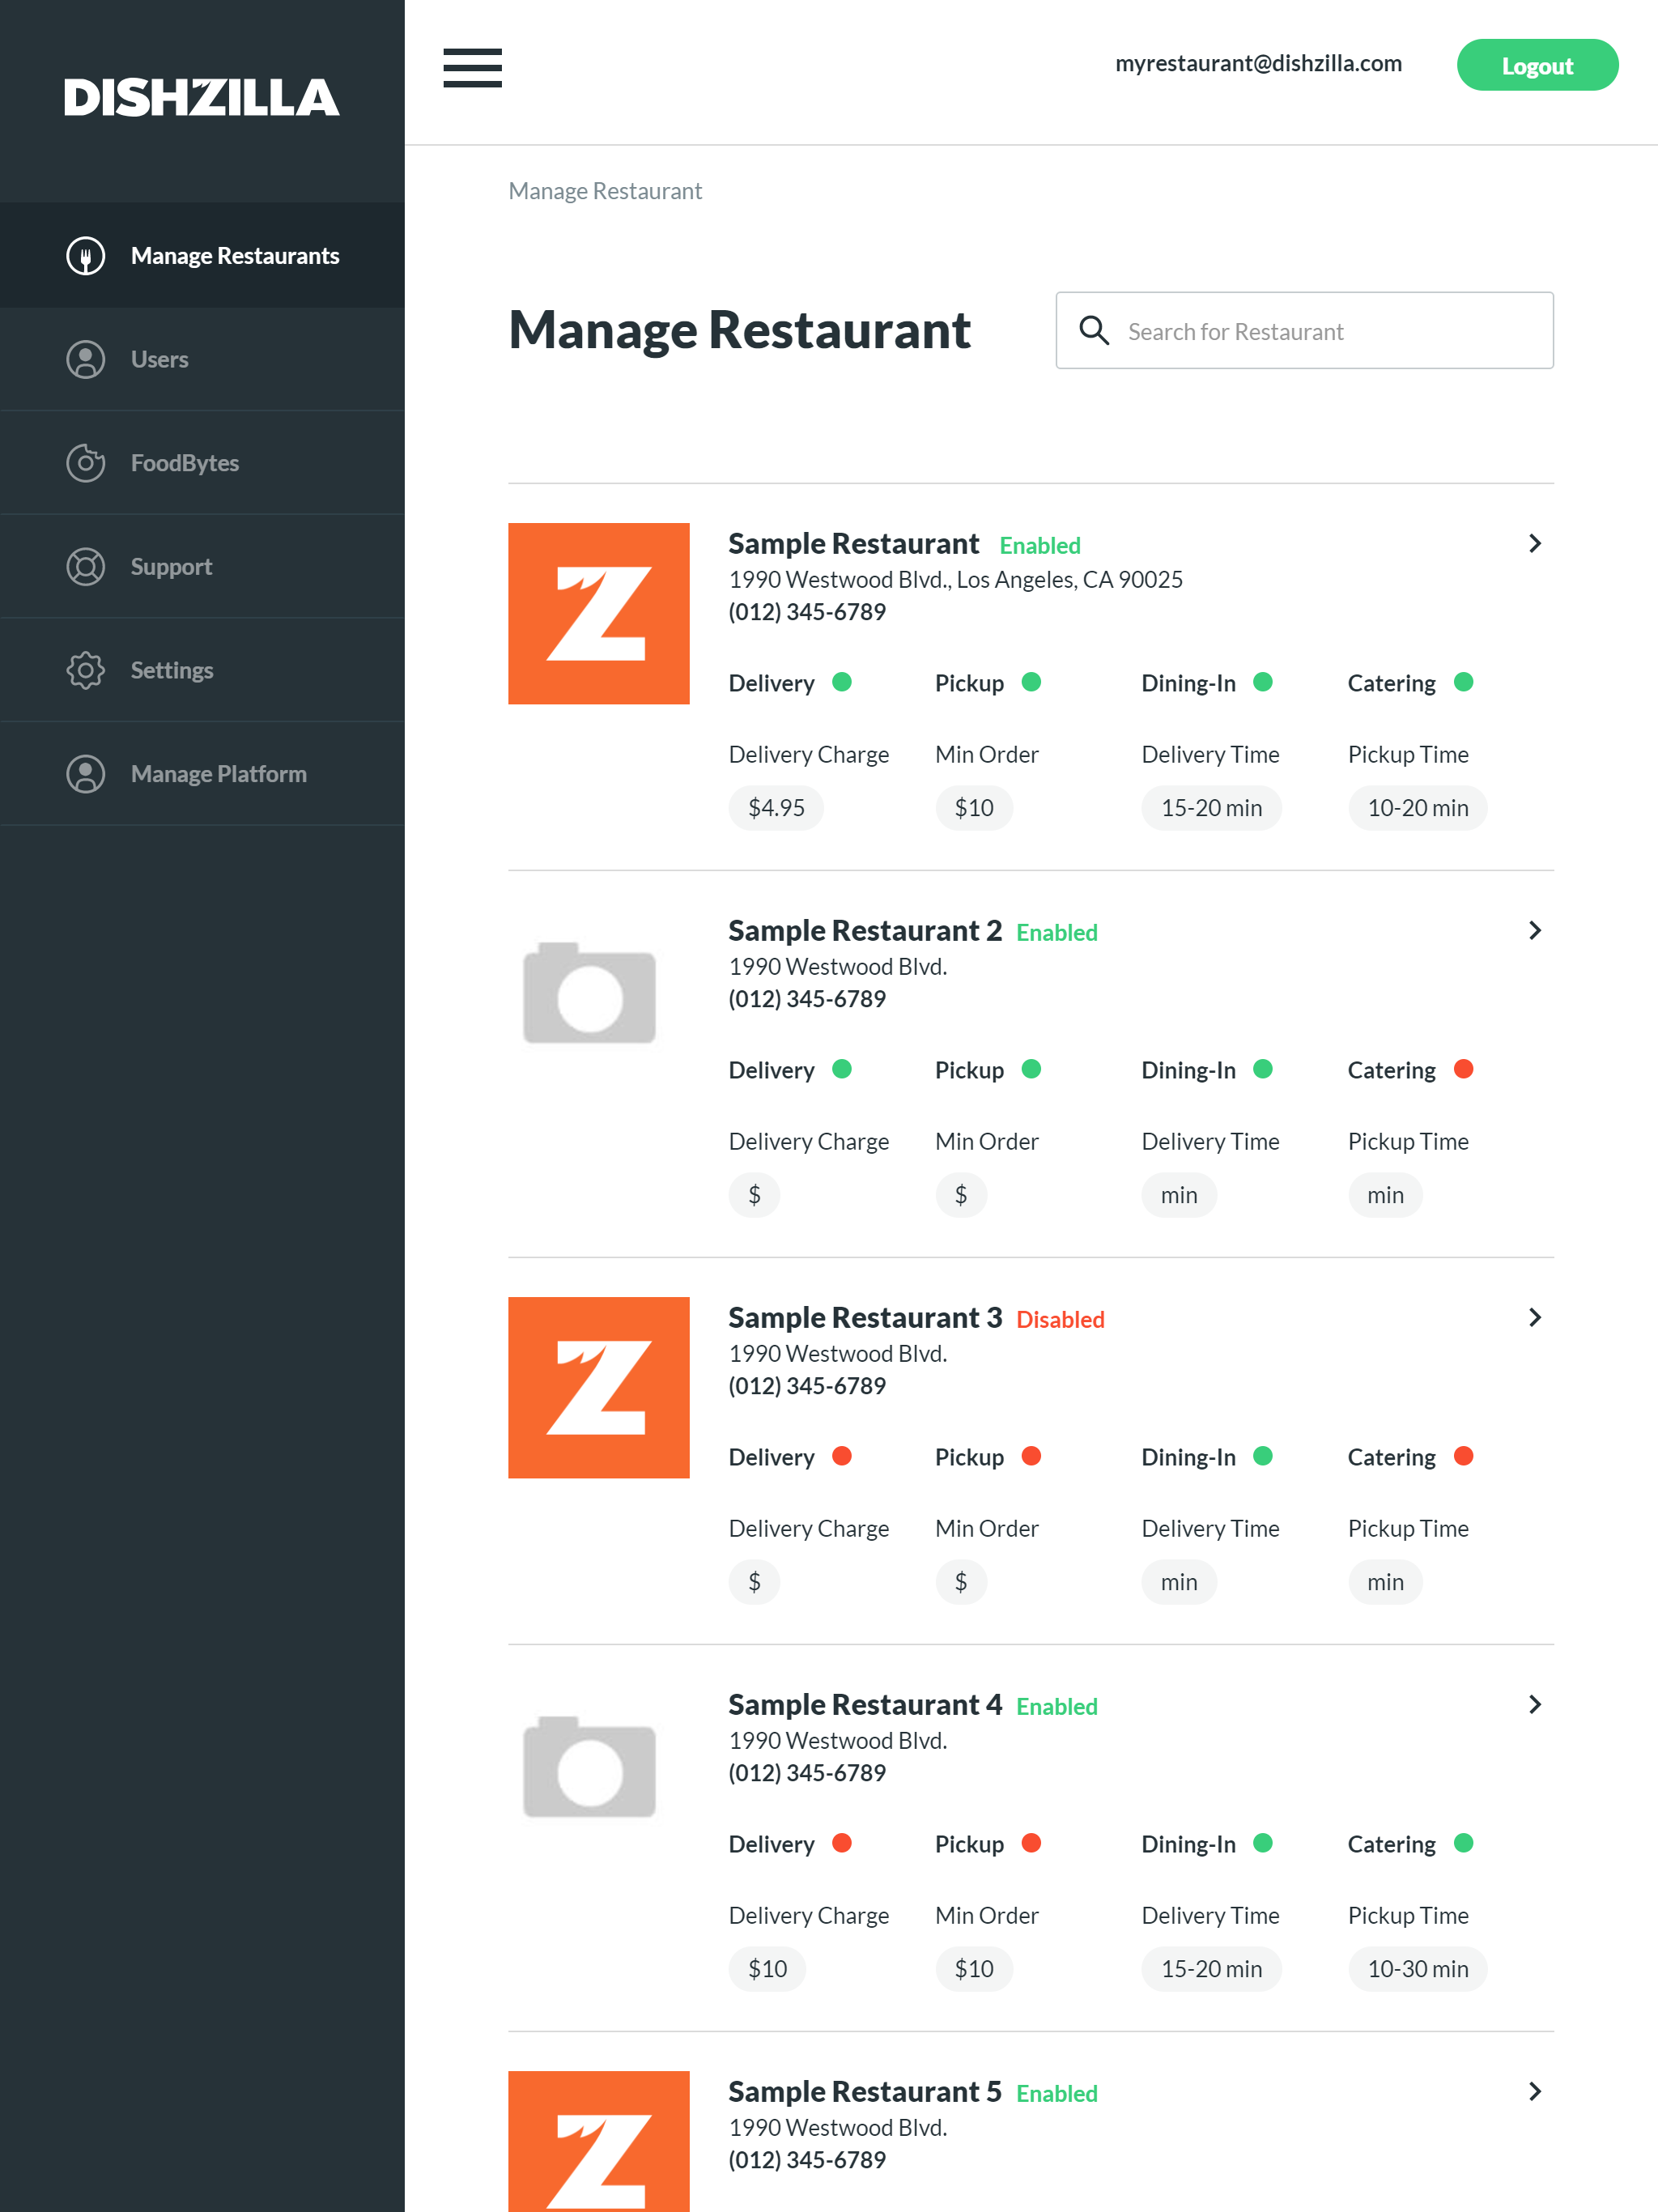 DISHZILLA
myrestaurant@dishzilla.com
Logout
Manage Restaurants
Users
FoodBytes
Support
Settings
Manage Platform
Manage Restaurant
Manage Restaurant
Search for Restaurant
Z
Sample Restaurant Enabled
1990 Westwood Blvd., Los Angeles, CA 90025
(012) 345-6789
Delivery Pickup Dining-In Catering
Delivery Charge Min Order Delivery Time Pickup Time
$4.95 $10 15-20 min 10-20 min
Sample Restaurant 2 Enabled
1990 Westwood Blvd.
(012) 345-6789
Delivery Pickup Dining-In Catering
Delivery Charge Min Order Delivery Time Pickup Time
$ $ min min
Z
Sample Restaurant 3 Disabled
1990 Westwood Blvd.
(012) 345-6789
Delivery Pickup Dining-In Catering
Delivery Charge Min Order Delivery Time Pickup Time
$ $ min min
Sample Restaurant 4 Enabled
1990 Westwood Blvd.
(012) 345-6789
Delivery Pickup Dining-In Catering
Delivery Charge Min Order Delivery Time Pickup Time
$10 $10 15-20 min 10-30 min
Z
Sample Restaurant 5 Enabled
1990 Westwood Blvd.
(012) 345-6789